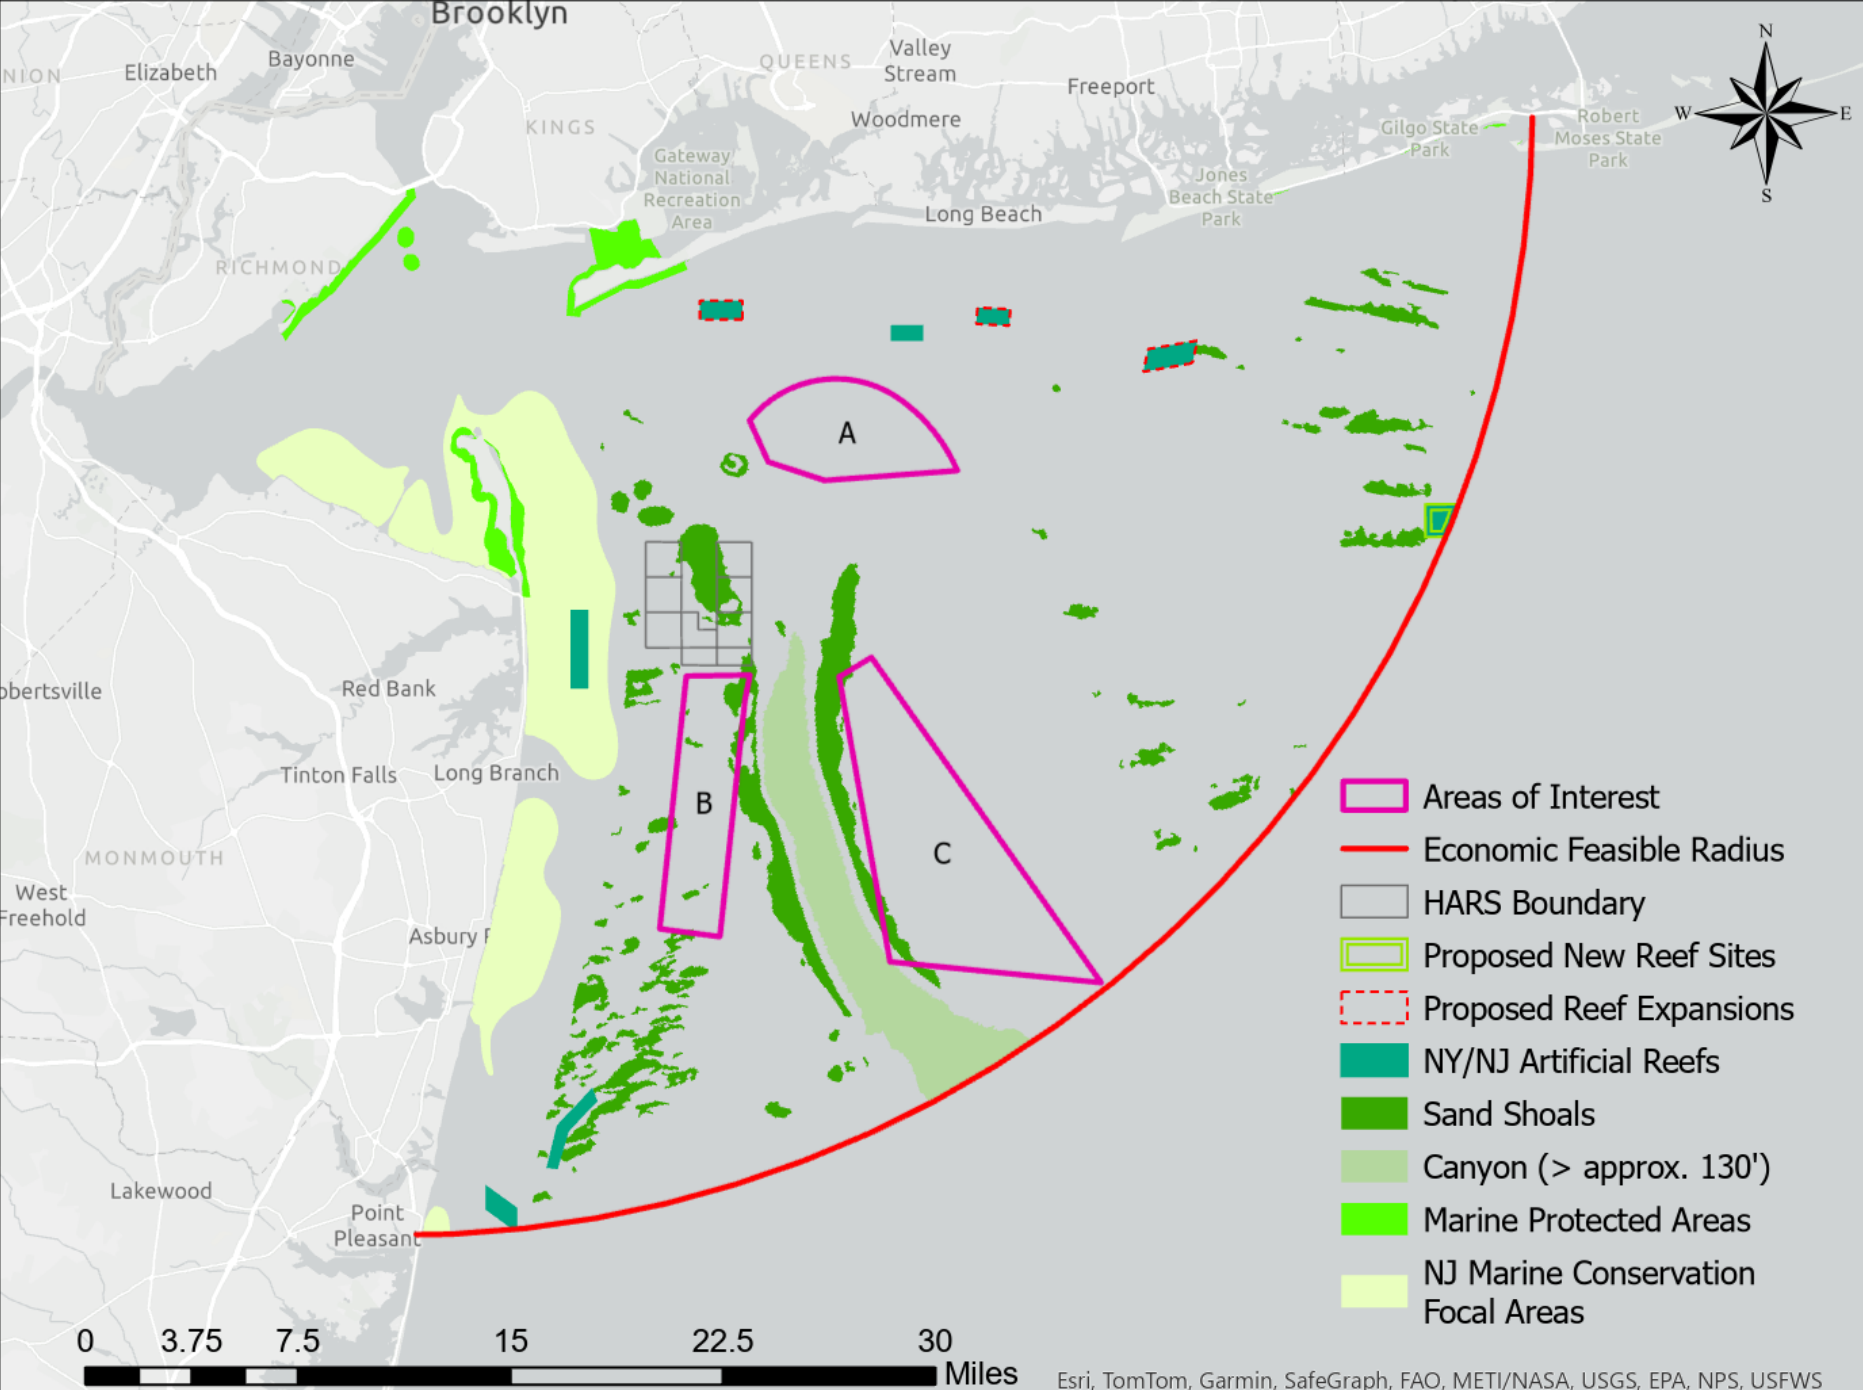 Brooklyn
NION
Elizabeth
Bayonne
QUEENS
Valley
Stream
Freeport
Woodmere
KINGS
Gateway
National
Recreation
Area
Gilgo State
Park
Robert
Moses State
Park
N
W
E
S
Jones
Beach State
Park
Long Beach
RICHMOND
A
obertsville
Red Bank
Tinton Falls
Long Branch
B
C
MONMOUTH
West
Freehold
Asbury P
Lakewood
Point
Pleasant
Areas of Interest
Economic Feasible Radius
HARS Boundary
Proposed New Reef Sites
Proposed Reef Expansions
NY/NJ Artificial Reefs
Sand Shoals
Canyon (> approx. 130')
Marine Protected Areas
NJ Marine Conservation
Focal Areas
0 3.75 7.5 15 22.5 30
Miles
Esri, TomTom, Garmin, SafeGraph, FAO, METI/NASA, USGS, EPA, NPS, USFWS